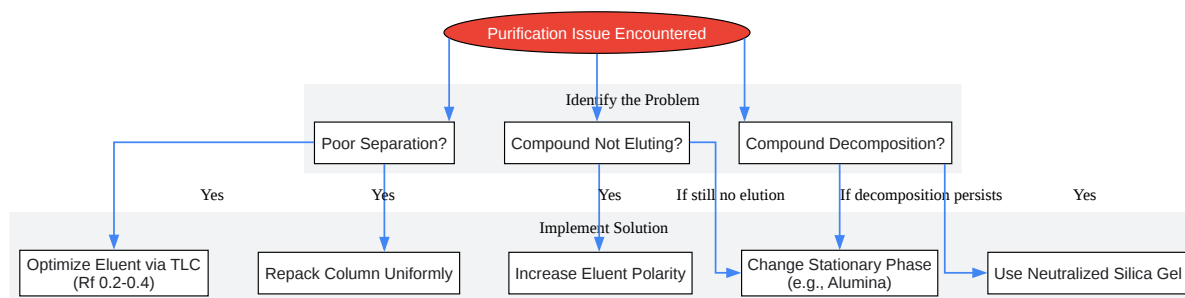 Purification Issue Encountered
Identify the Problem
Poor Separation?
Compound Not Eluting?
Compound Decomposition?
Yes
Yes
Yes
If still no elution
If decomposition persists
Yes
Implement Solution
Optimize Eluent via TLC
(Rf 0.2-0.4)
Repack Column Uniformly
Increase Eluent Polarity
Change Stationary Phase
(e.g., Alumina)
Use Neutralized Silica Gel